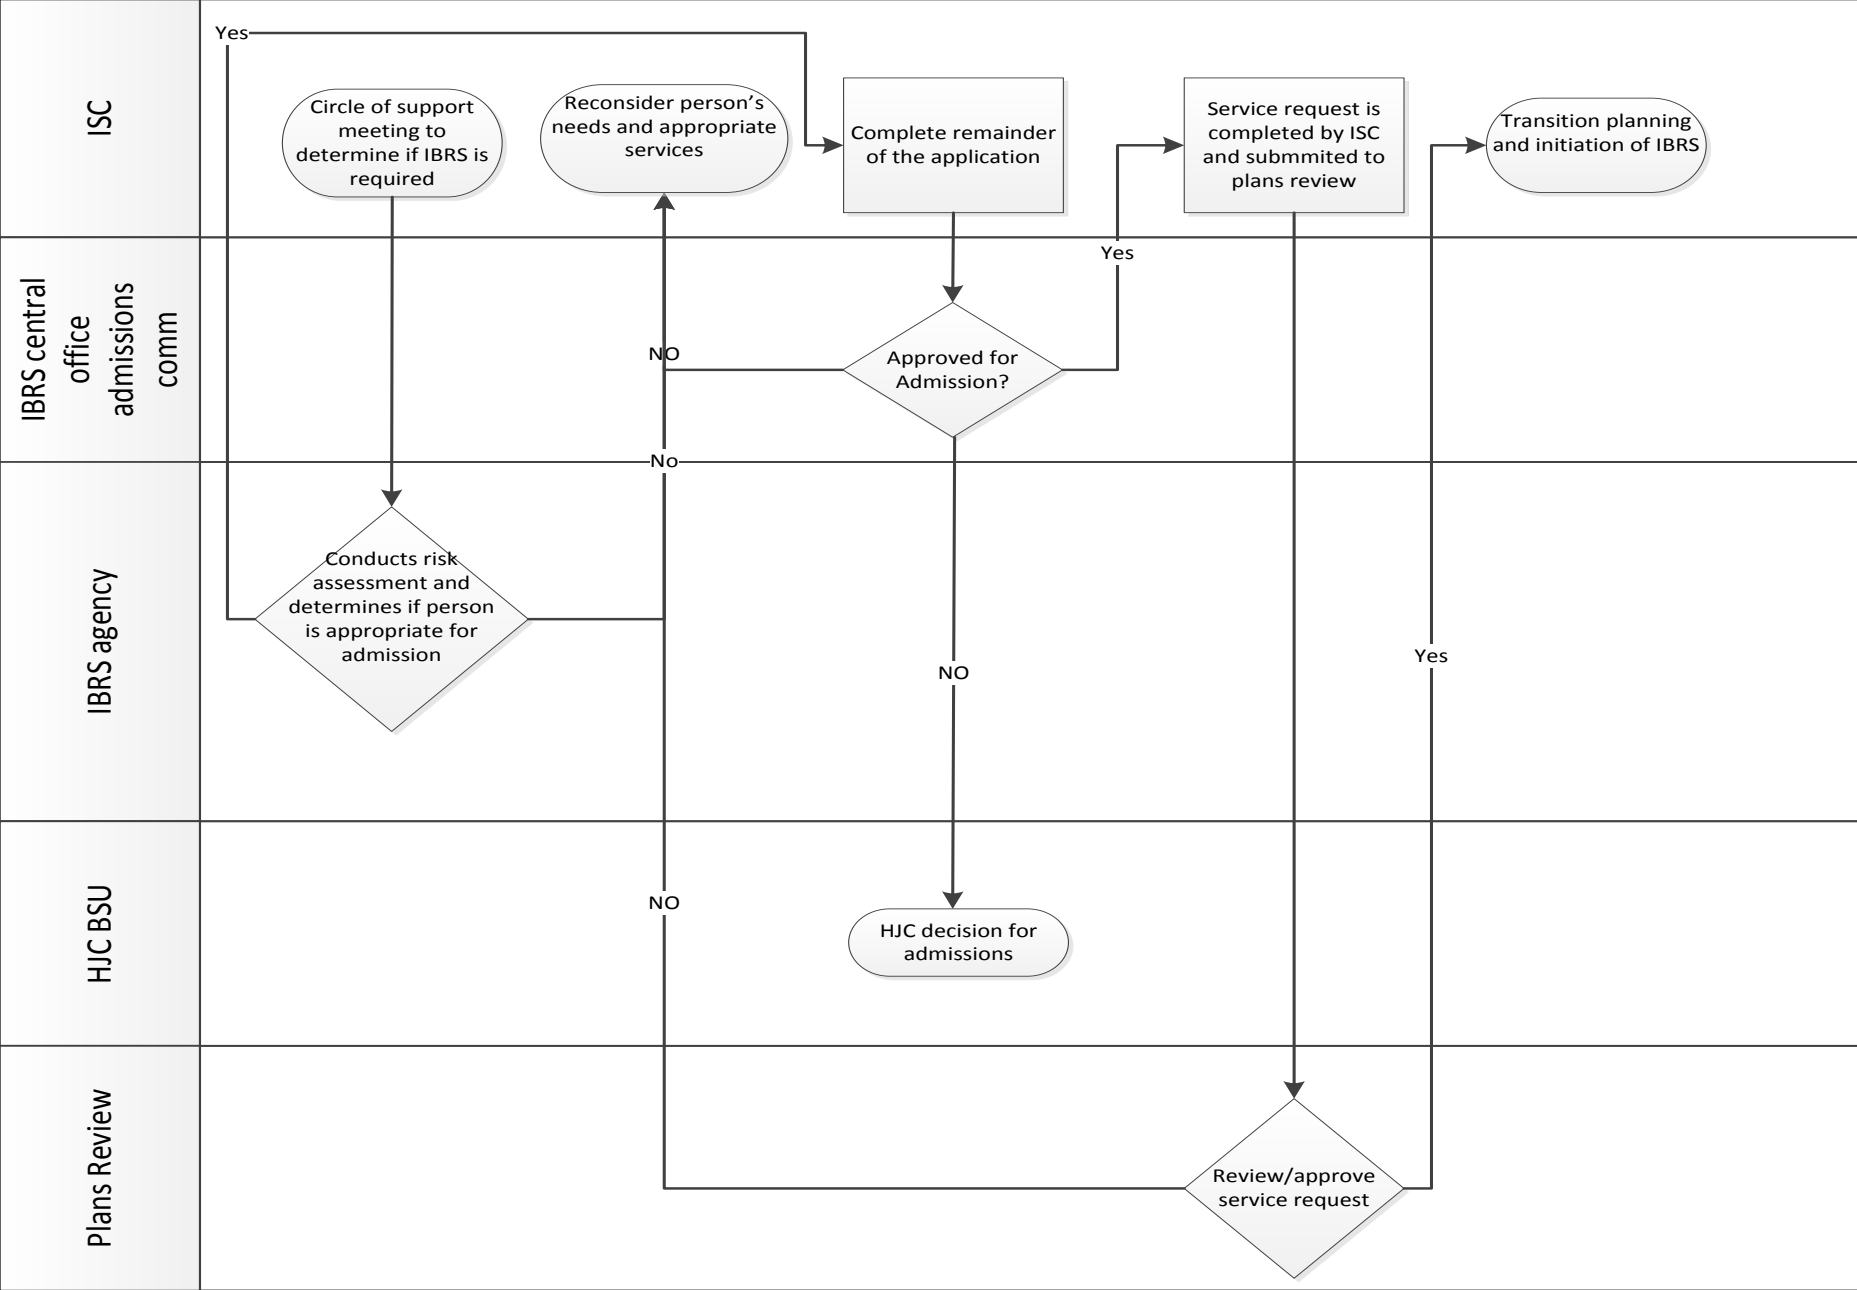 Yes
ISC
Circle of support
meeting to
determine if IBRS is
required
Reconsider person's
needs and appropriate
services
Complete remainder
of the application
Service request is
completed by ISC
and submmited to
plans review
Transition planning
and initiation of IBRS
IBRS central
office
admissions
comm
Yes
NO
Approved for
Admission?
No
IBRS agency
Conducts risk
assessment and
determines if person
is appropriate for
admission
NO
Yes
HJC BSU
NO
HJC decision for
admissions
Plans Review
Review/approve
service request